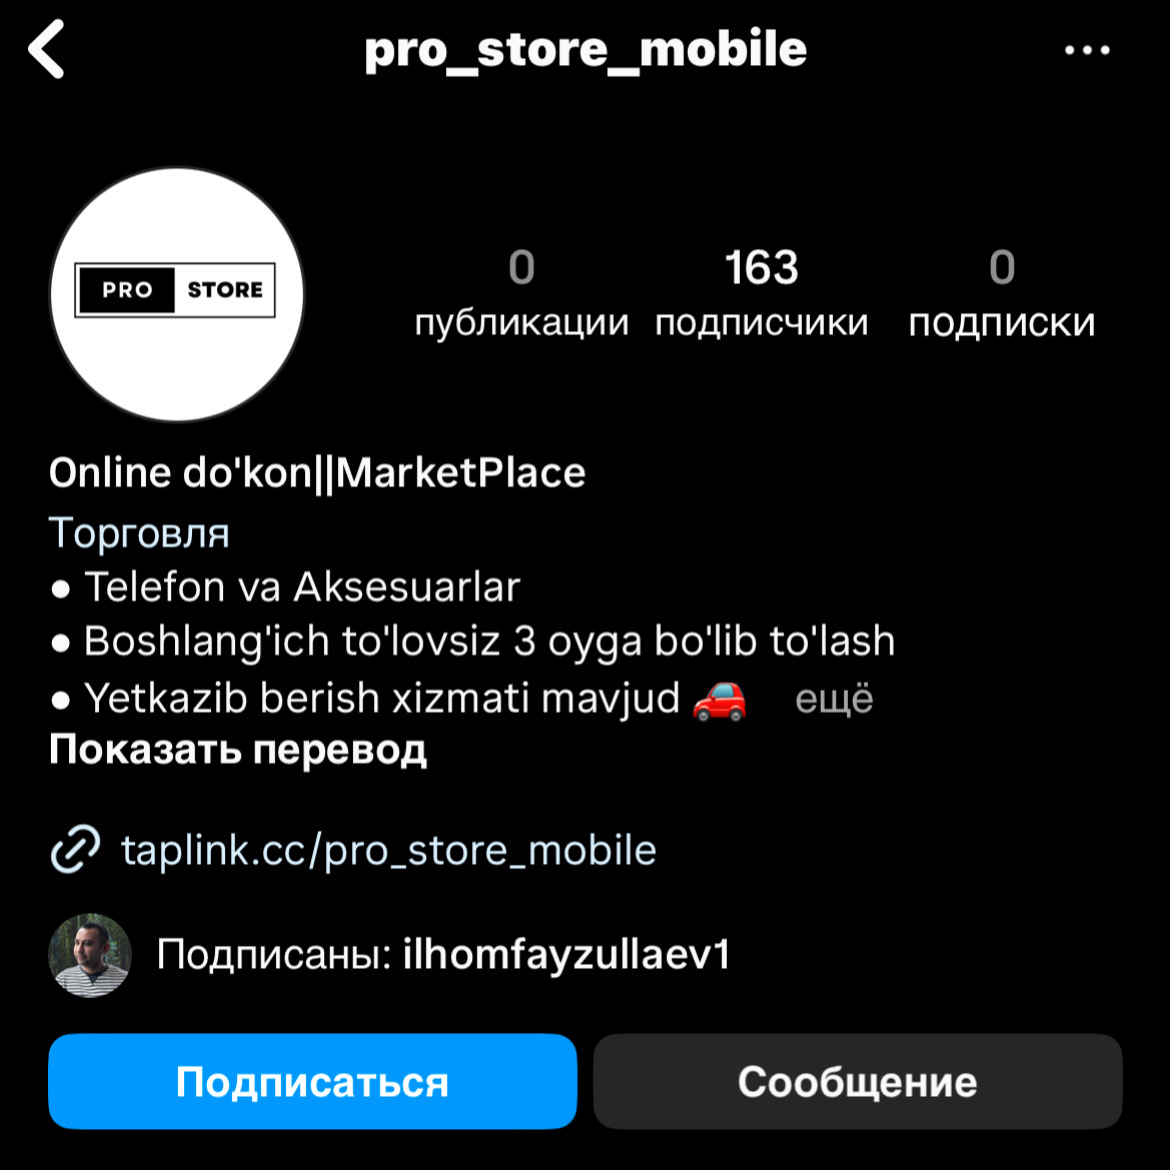 pro_store_mobile
PRO STORE
0 163 0
публикации подписчики подписки
Online do'kon||MarketPlace
Торговля
● Telefon va Aksesuarlar
● Boshlang'ich to'lovsiz 3 oyga bo'lib to'lash
● Yetkazib berish xizmati mavjud 🚗 ещё
Показать перевод
taplink.cc/pro_store_mobile
Подписаны: ilhomfayzullaev1
Подписаться Сообщение